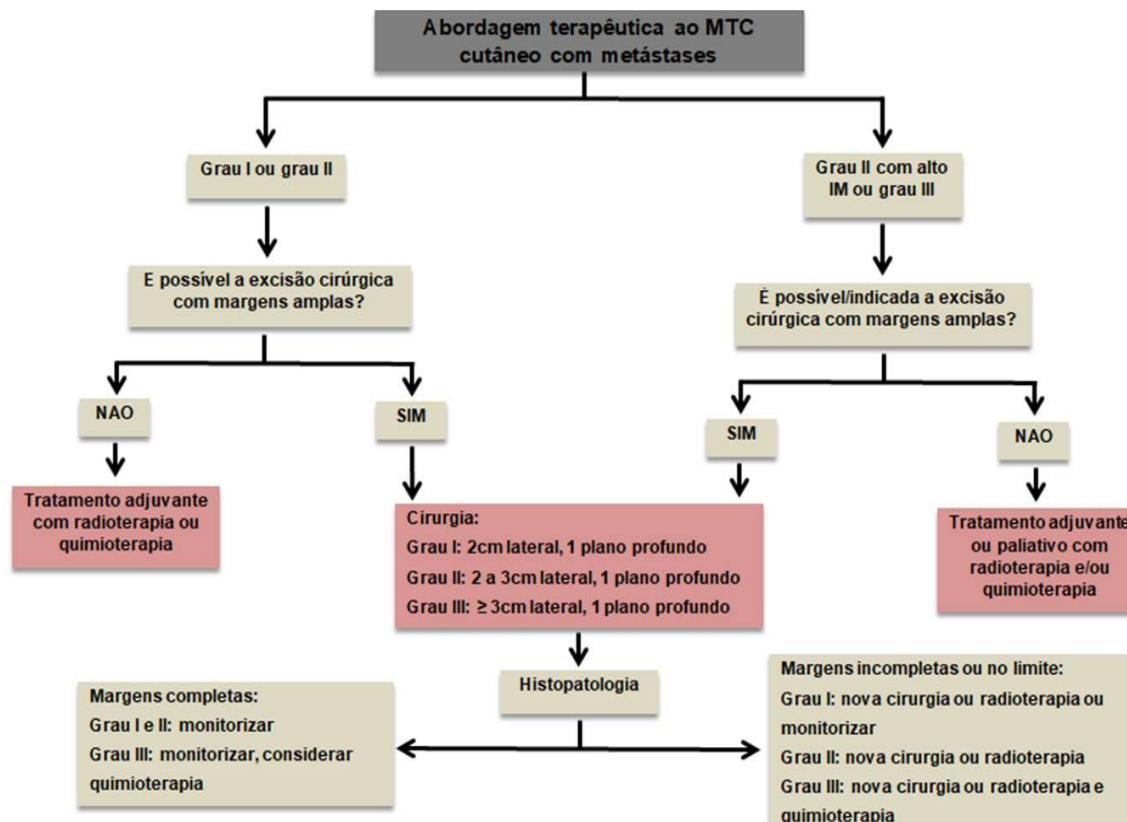 Abordagem terapêutica ao MTC
cutâneo com metástases
Grau I ou grau II
Grau II com alto
IM ou grau III
E possível a excisão cirúrgica
com margens amplas?
É possível/indicada a excisão
cirúrgica com margens amplas?
NAO
SIM
SIM
NAO
Tratamento adjuvante
com radioterapia ou
quimioterapia
Cirurgia:
Grau I: 2cm lateral, 1 plano profundo
Grau II: 2 a 3cm lateral, 1 plano profundo
Grau III: ≥ 3cm lateral, 1 plano profundo
Tratamento adjuvante
ou paliativo com
radioterapia e/ou
quimioterapia
Histopatologia
Margens completas:
Grau I e II: monitorizar
Grau III: monitorizar, considerar
quimioterapia
Margens incompletas ou no limite:
Grau I: nova cirurgia ou radioterapia ou
monitorizar
Grau II: nova cirurgia ou radioterapia
Grau III: nova cirurgia ou radioterapia e
quimioterapia